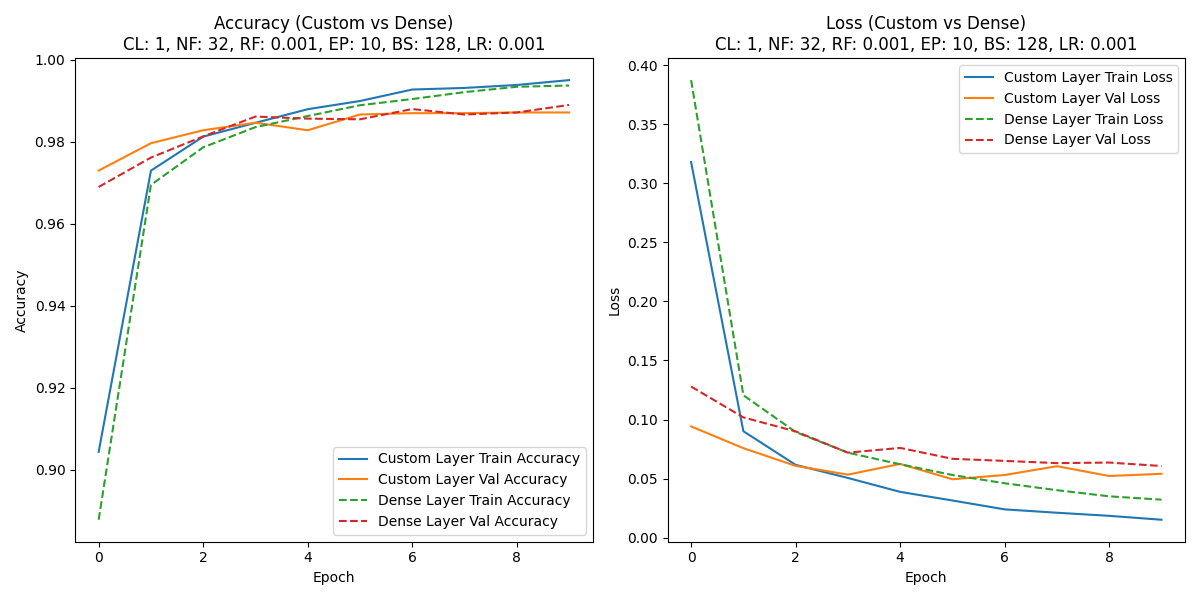 Accuracy (Custom vs Dense)
CL: 1, NF: 32, RF: 0.001, EP: 10, BS: 128, LR: 0.001
1.00
0.98
0.96
0.94
0.92
0.90
Accuracy
0
2
4
6
8
Epoch
Custom Layer Train Accuracy
Custom Layer Val Accuracy
Dense Layer Train Accuracy
Dense Layer Val Accuracy
Loss (Custom vs Dense)
CL: 1, NF: 32, RF: 0.001, EP: 10, BS: 128, LR: 0.001
0.40
0.35
0.30
0.25
0.20
0.15
0.10
0.05
0.00
Loss
0
2
4
6
8
Epoch
Custom Layer Train Loss
Custom Layer Val Loss
Dense Layer Train Loss
Dense Layer Val Loss